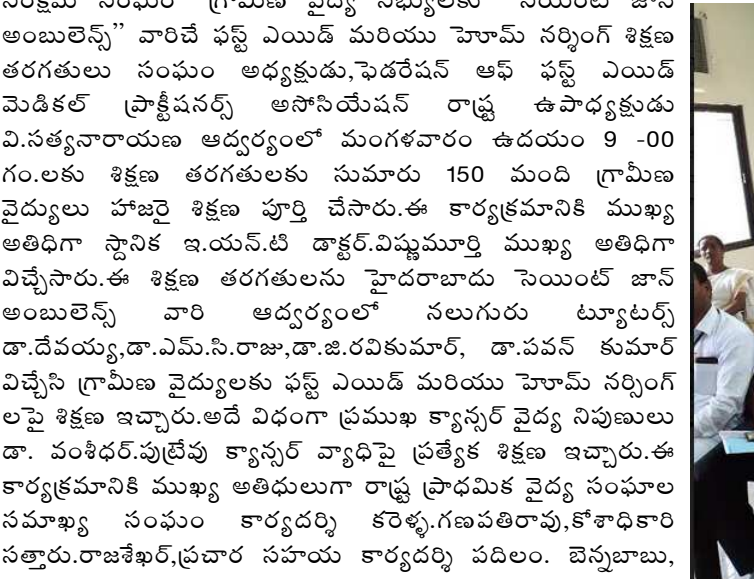 సంక్షేమ సంఘం "గ్రామీణ వైద్య సభ్యులకు "సెయింట్ జాన్
అంబులెన్స్" వారిచే ఫస్ట్ ఎయిడ్ మరియు హెూమ్ నర్సింగ్ శిక్షణ
తరగతులు సంఘం అధ్యక్షుడు,ఫెడరేషన్ ఆఫ్ ఫస్ట్ ఎయిడ్
మెడికల్ ప్రాక్టీషనర్స్ అసోసియేషన్ రాష్ట్ర ఉపాధ్యక్షుడు
వి.సత్యనారాయణ ఆద్వర్యంలో మంగళవారం ఉదయం 9 -00
గం.లకు శిక్షణ తరగతులకు సుమారు 150 మంది గ్రామీణ
వైద్యులు హాజరై శిక్షణ పూర్తి చేసారు.ఈ కార్యక్రమానికి ముఖ్య
అతిధిగా స్దానిక ఇ.యన్.టి డాక్టర్.విష్ణుమూర్తి ముఖ్య అతిధిగా
విచ్చేసారు.ఈ శిక్షణ తరగతులను హైదరాబాదు సెయింట్ జాన్
అంబులెన్స్ వారి ఆద్వర్యంలో నలుగురు ట్యూటర్స్
డా.దేవయ్య,డా.ఎమ్.సి.రాజు,డా.జి.రవికుమార్, డా.పవన్ కుమార్
విచ్చేసి గ్రామీణ వైద్యులకు ఫస్ట్ ఎయిడ్ మరియు హెూమ్ నర్సింగ్
లపై శిక్షణ ఇచ్చారు.అదే విధంగా ప్రముఖ క్యాన్సర్ వైద్య నిపుణులు
డా. వంశీధర్.పుట్రేవు క్యాన్సర్ వ్యాధిపై ప్రత్యేక శిక్షణ ఇచ్చారు.ఈ
కార్యక్రమానికి ముఖ్య అతిధులుగా రాష్ట్ర ప్రాధమిక వైద్య సంఘాల
సమాఖ్య సంఘం కార్యదర్శి కరెళ్ళ.గణపతిరావు,కోశాధికారి
సత్తారు.రాజశేఖర్,ప్రచార సహయ కార్యదర్శి పదిలం. బెన్నబాబు,